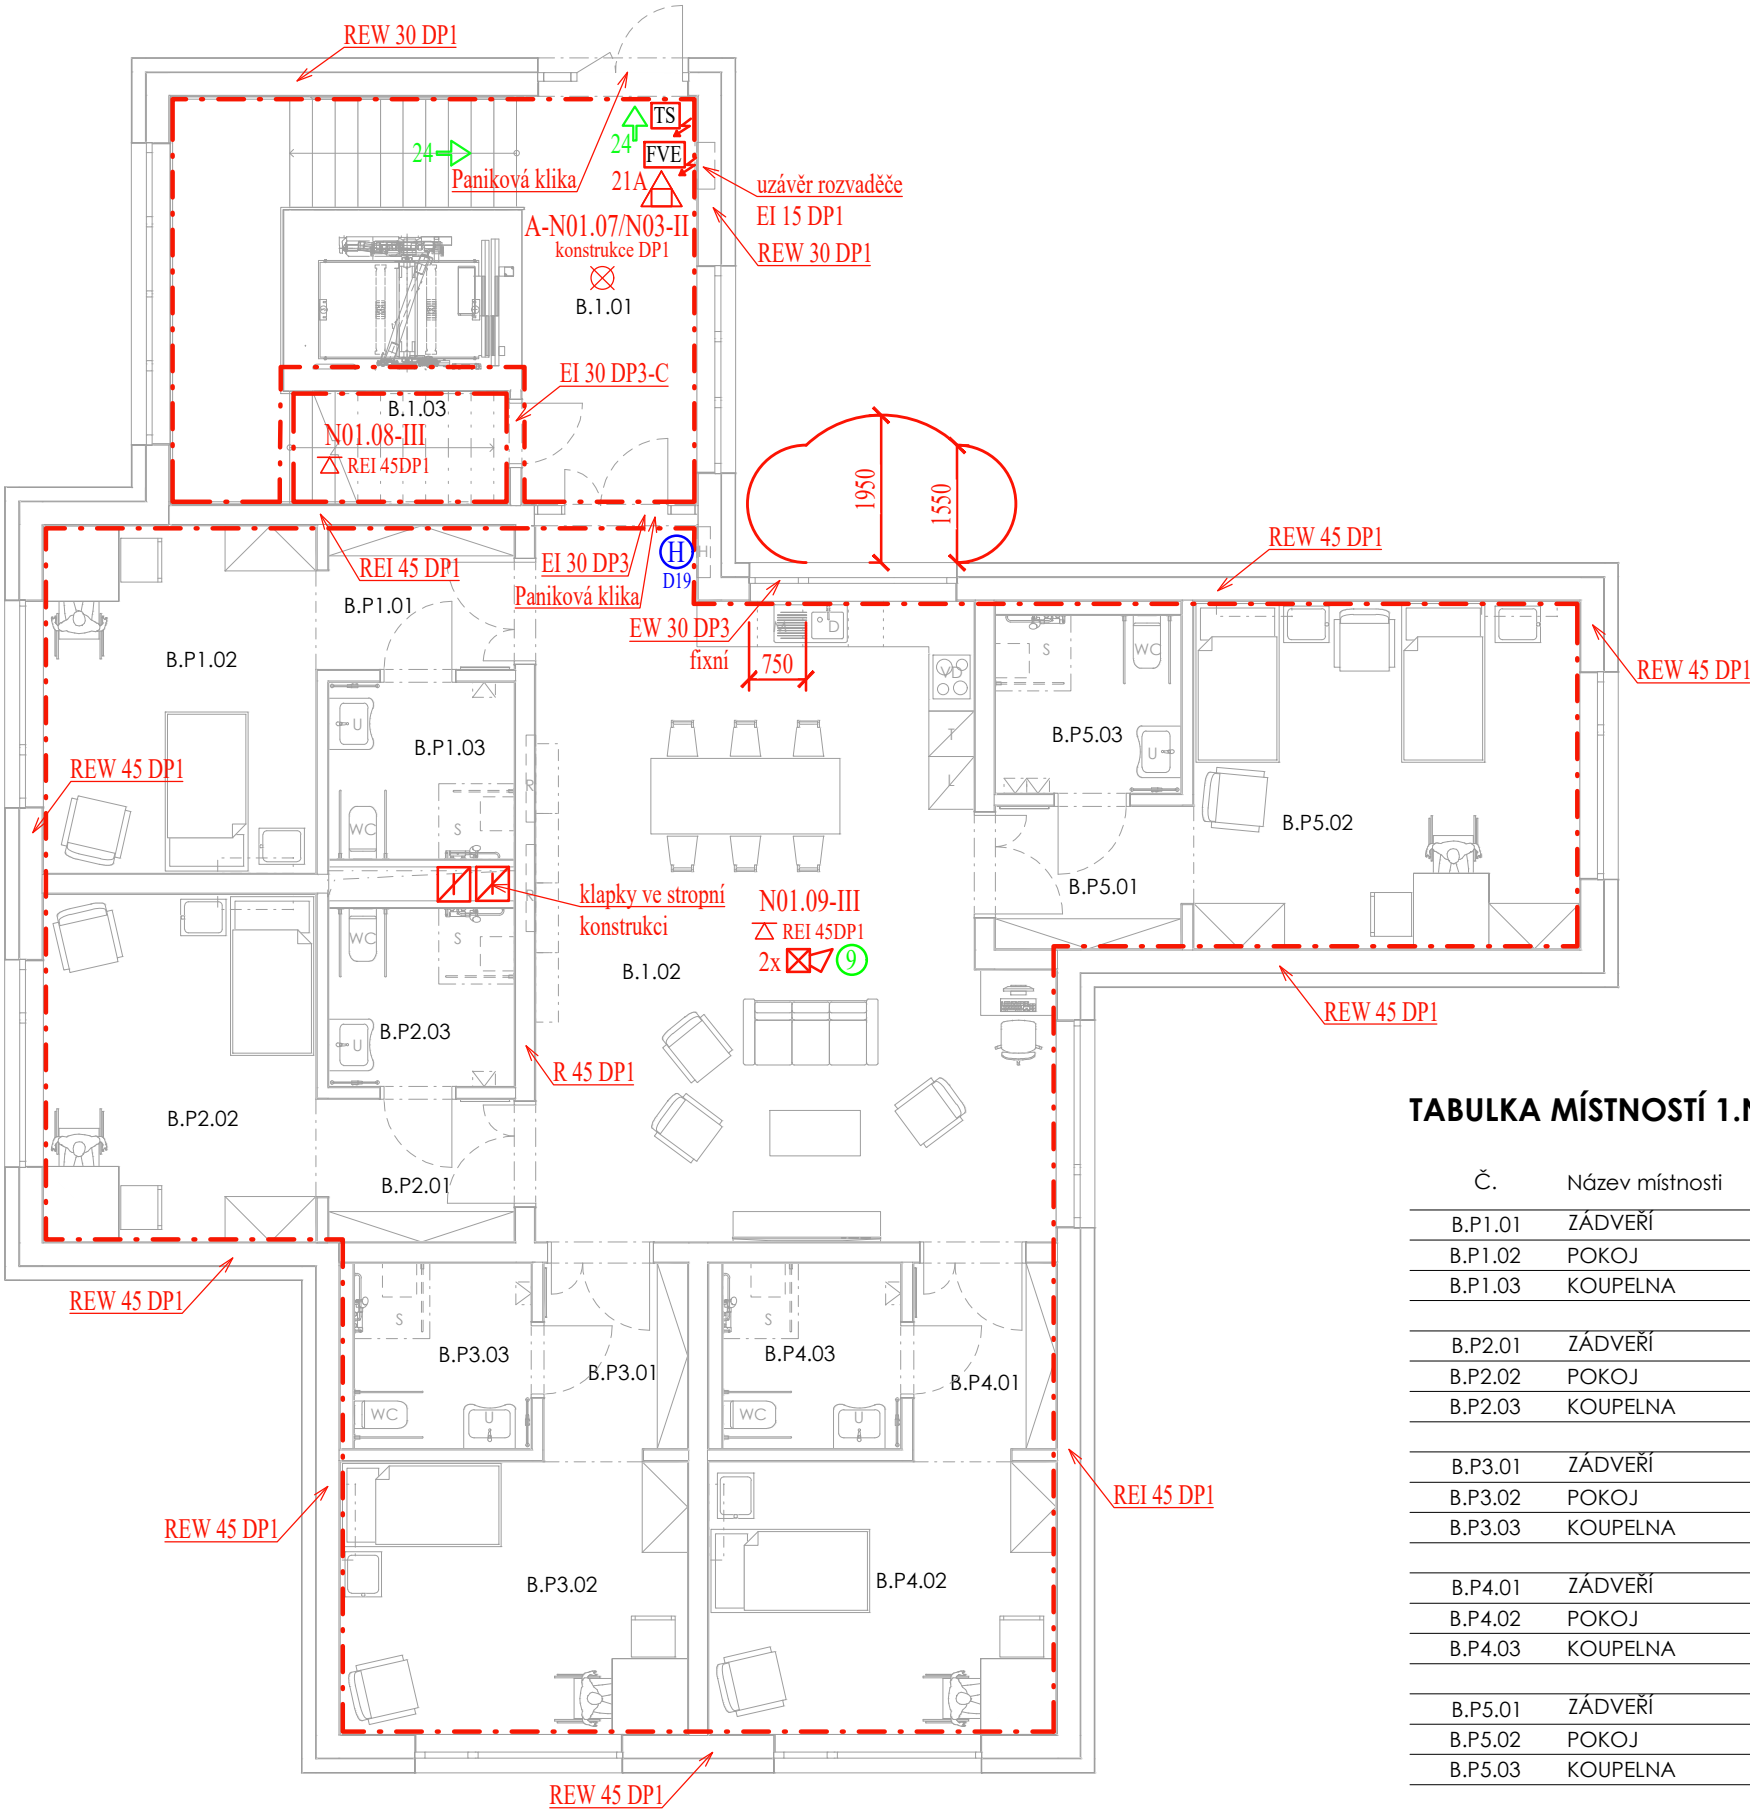 REW 30 DP1
TS
24
24
FVE
Paniková klika
21A
uzávěr rozvaděče
EI 15 DP1
A-N01.07/N03-II
konstrukce DP1
REW 30 DP1
B.1.01
EI 30 DP3-C
B.1.03
N01.08-III
REI 45DP1
1950
1550
REW 45 DP1
H
H
D19
EI 30 DP3
REI 45 DP1
Paniková klika
B.P1.01
EW 30 DP3
fixní
750
D
VD
S
WC
REW 45 DP1
B.P1.02
U
B.P1.03
B.P5.03
U
T
L
REW 45 DP1
R
WC
S
B.P5.02
klapky ve stropní
konstrukci
R
N01.09-III
REI 45DP1
2x
9
B.P5.01
WC
S
B.1.02
U
B.P2.03
REW 45 DP1
R 45 DP1
B.P2.02
B.P2.01
REW 45 DP1
S
B.P3.03
B.P3.01
S
B.P4.03
B.P4.01
WC
U
WC
U
REI 45 DP1
REW 45 DP1
B.P3.02
B.P4.02
REW 45 DP1
TABULKA MÍSTNOSTÍ 1.N
Č. Název místnosti
B.P1.01 ZÁDVEŘÍ
B.P1.02 POKOJ
B.P1.03 KOUPELNA
B.P2.01 ZÁDVEŘÍ
B.P2.02 POKOJ
B.P2.03 KOUPELNA
B.P3.01 ZÁDVEŘÍ
B.P3.02 POKOJ
B.P3.03 KOUPELNA
B.P4.01 ZÁDVEŘÍ
B.P4.02 POKOJ
B.P4.03 KOUPELNA
B.P5.01 ZÁDVEŘÍ
B.P5.02 POKOJ
B.P5.03 KOUPELNA